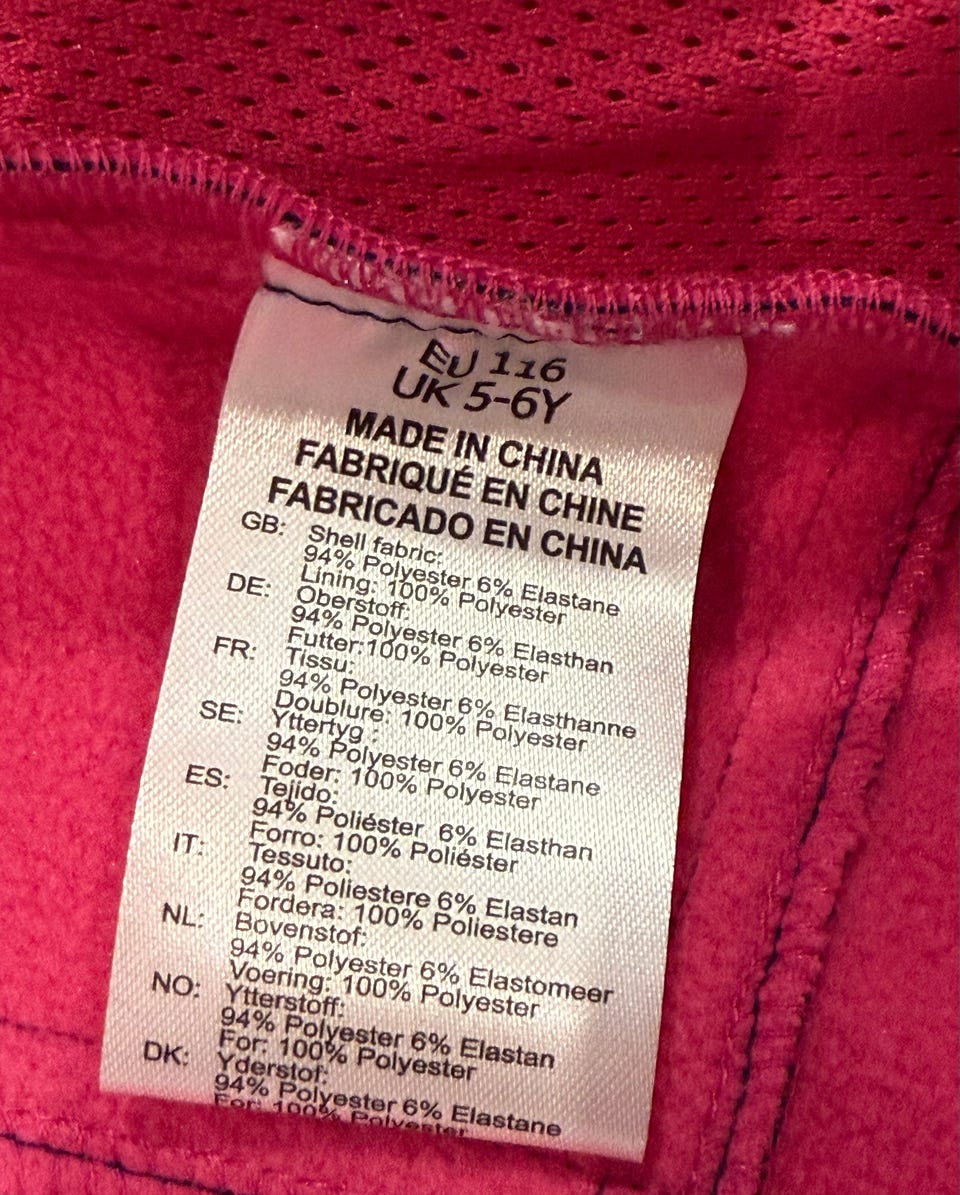 EU 116
UK 5-6Y
MADE IN CHINA
FABRIQUÉ EN CHINE
FABRICADO EN CHINA
GB: Shell fabric:
94% Polyester 6% Elastane
Lining: 100% Polyester
DE: Oberstoff:
94% Polyester 6% Elasthan
Futter:100% Polyester
FR: Tissu:
94% Polyester 6% Elasthanne
Doublure: 100% Polyester
SE: Yttertyg :
94% Polyester 6% Elastane
Foder: 100% Polyester
ES: Tejido:
94% Poliéster 6% Elasthan
Forro: 100% Poliéster
IT: Tessuto:
94% Poliestere 6% Elastan
Fordera: 100% Poliestere
NL: Bovenstof:
94% Polyester 6% Elastomeer
Voering: 100% Polyester
NO: Ytterstoff:
94% Polyester 6% Elastan
For: 100% Polyester
DK: Yderstof:
94% Polyester 6% Elastane
For: 100% Polyester